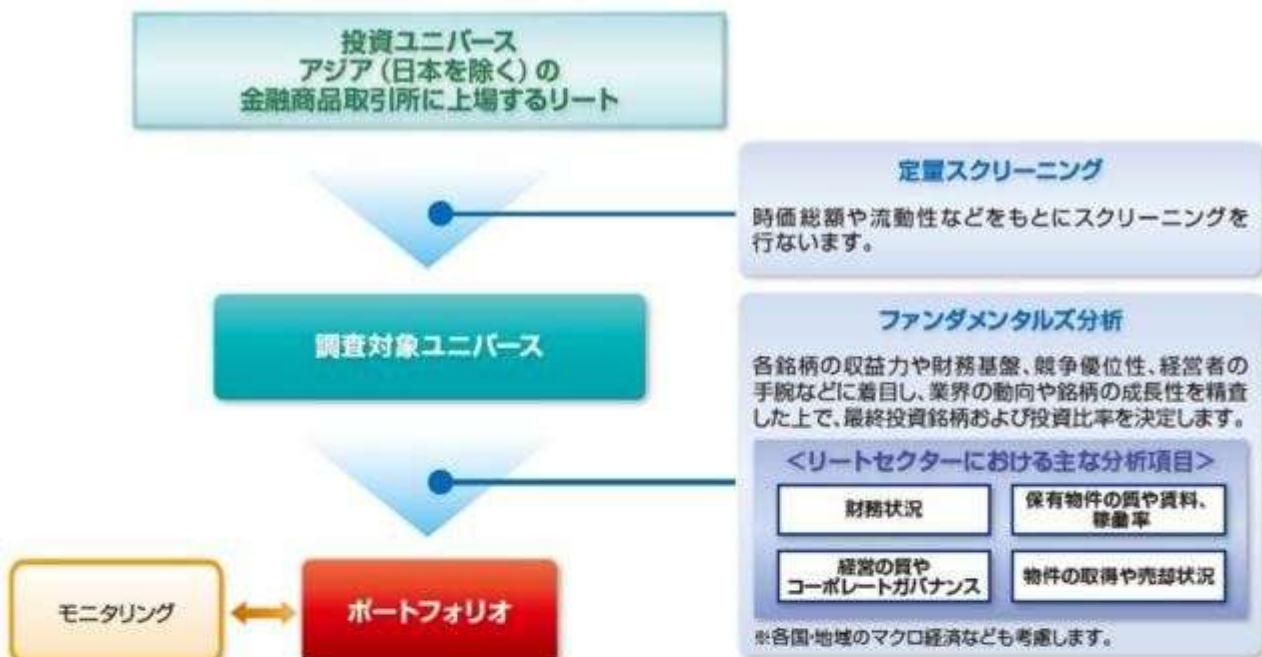 投資ユニバース
アジア(日本を除く)の
金融商品取引所に上場するリート
定量スクリーニング
時価総額や流動性などをもとにスクリーニングを
行ないます。
調査対象ユニバース
ファンダメンタルズ分析
各銘柄の収益力や財務基盤、競争優位性、経営者の
手腕などに着目し、業界の動向や銘柄の成長性を精査
した上で、最終投資銘柄および投資比率を決定します。
<リートセクターにおける主な分析項目>
財務状況
保有物件の質や賃料、
稼働率
経営の質や
コーポレートガバナンス
物件の取得や売却状況
※各国・地域のマクロ経済なども考慮します。
モニタリング
ポートフォリオ